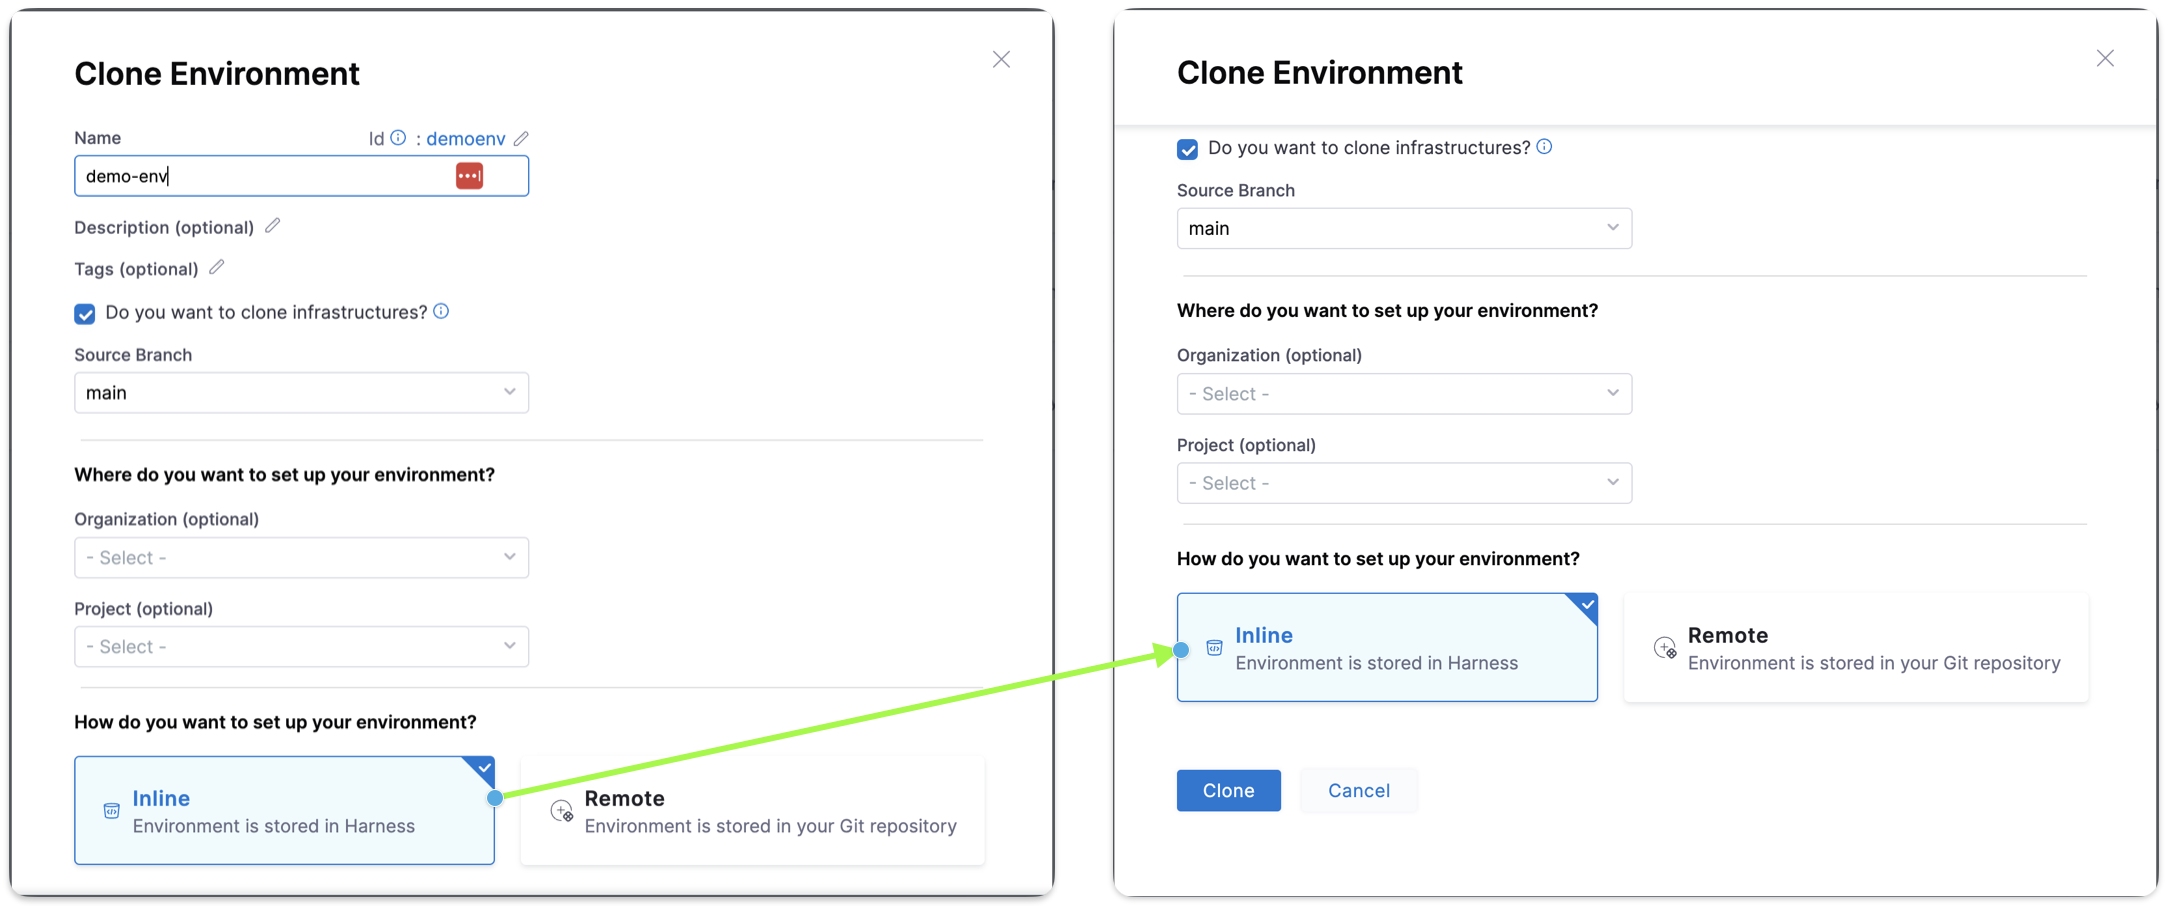 Clone Environment
Name Id : demoenv
demo-env
Description (optional)
Tags (optional)
Do you want to clone infrastructures?
Source Branch
main
Where do you want to set up your environment?
Organization (optional)
- Select -
Project (optional)
- Select -
How do you want to set up your environment?
Inline
Environment is stored in Harness
Remote
Environment is stored in your Git repository
Clone Environment
Do you want to clone infrastructures?
Source Branch
main
Where do you want to set up your environment?
Organization (optional)
- Select -
Project (optional)
- Select -
How do you want to set up your environment?
Inline
Environment is stored in Harness
Remote
Environment is stored in your Git repository
Clone Cancel